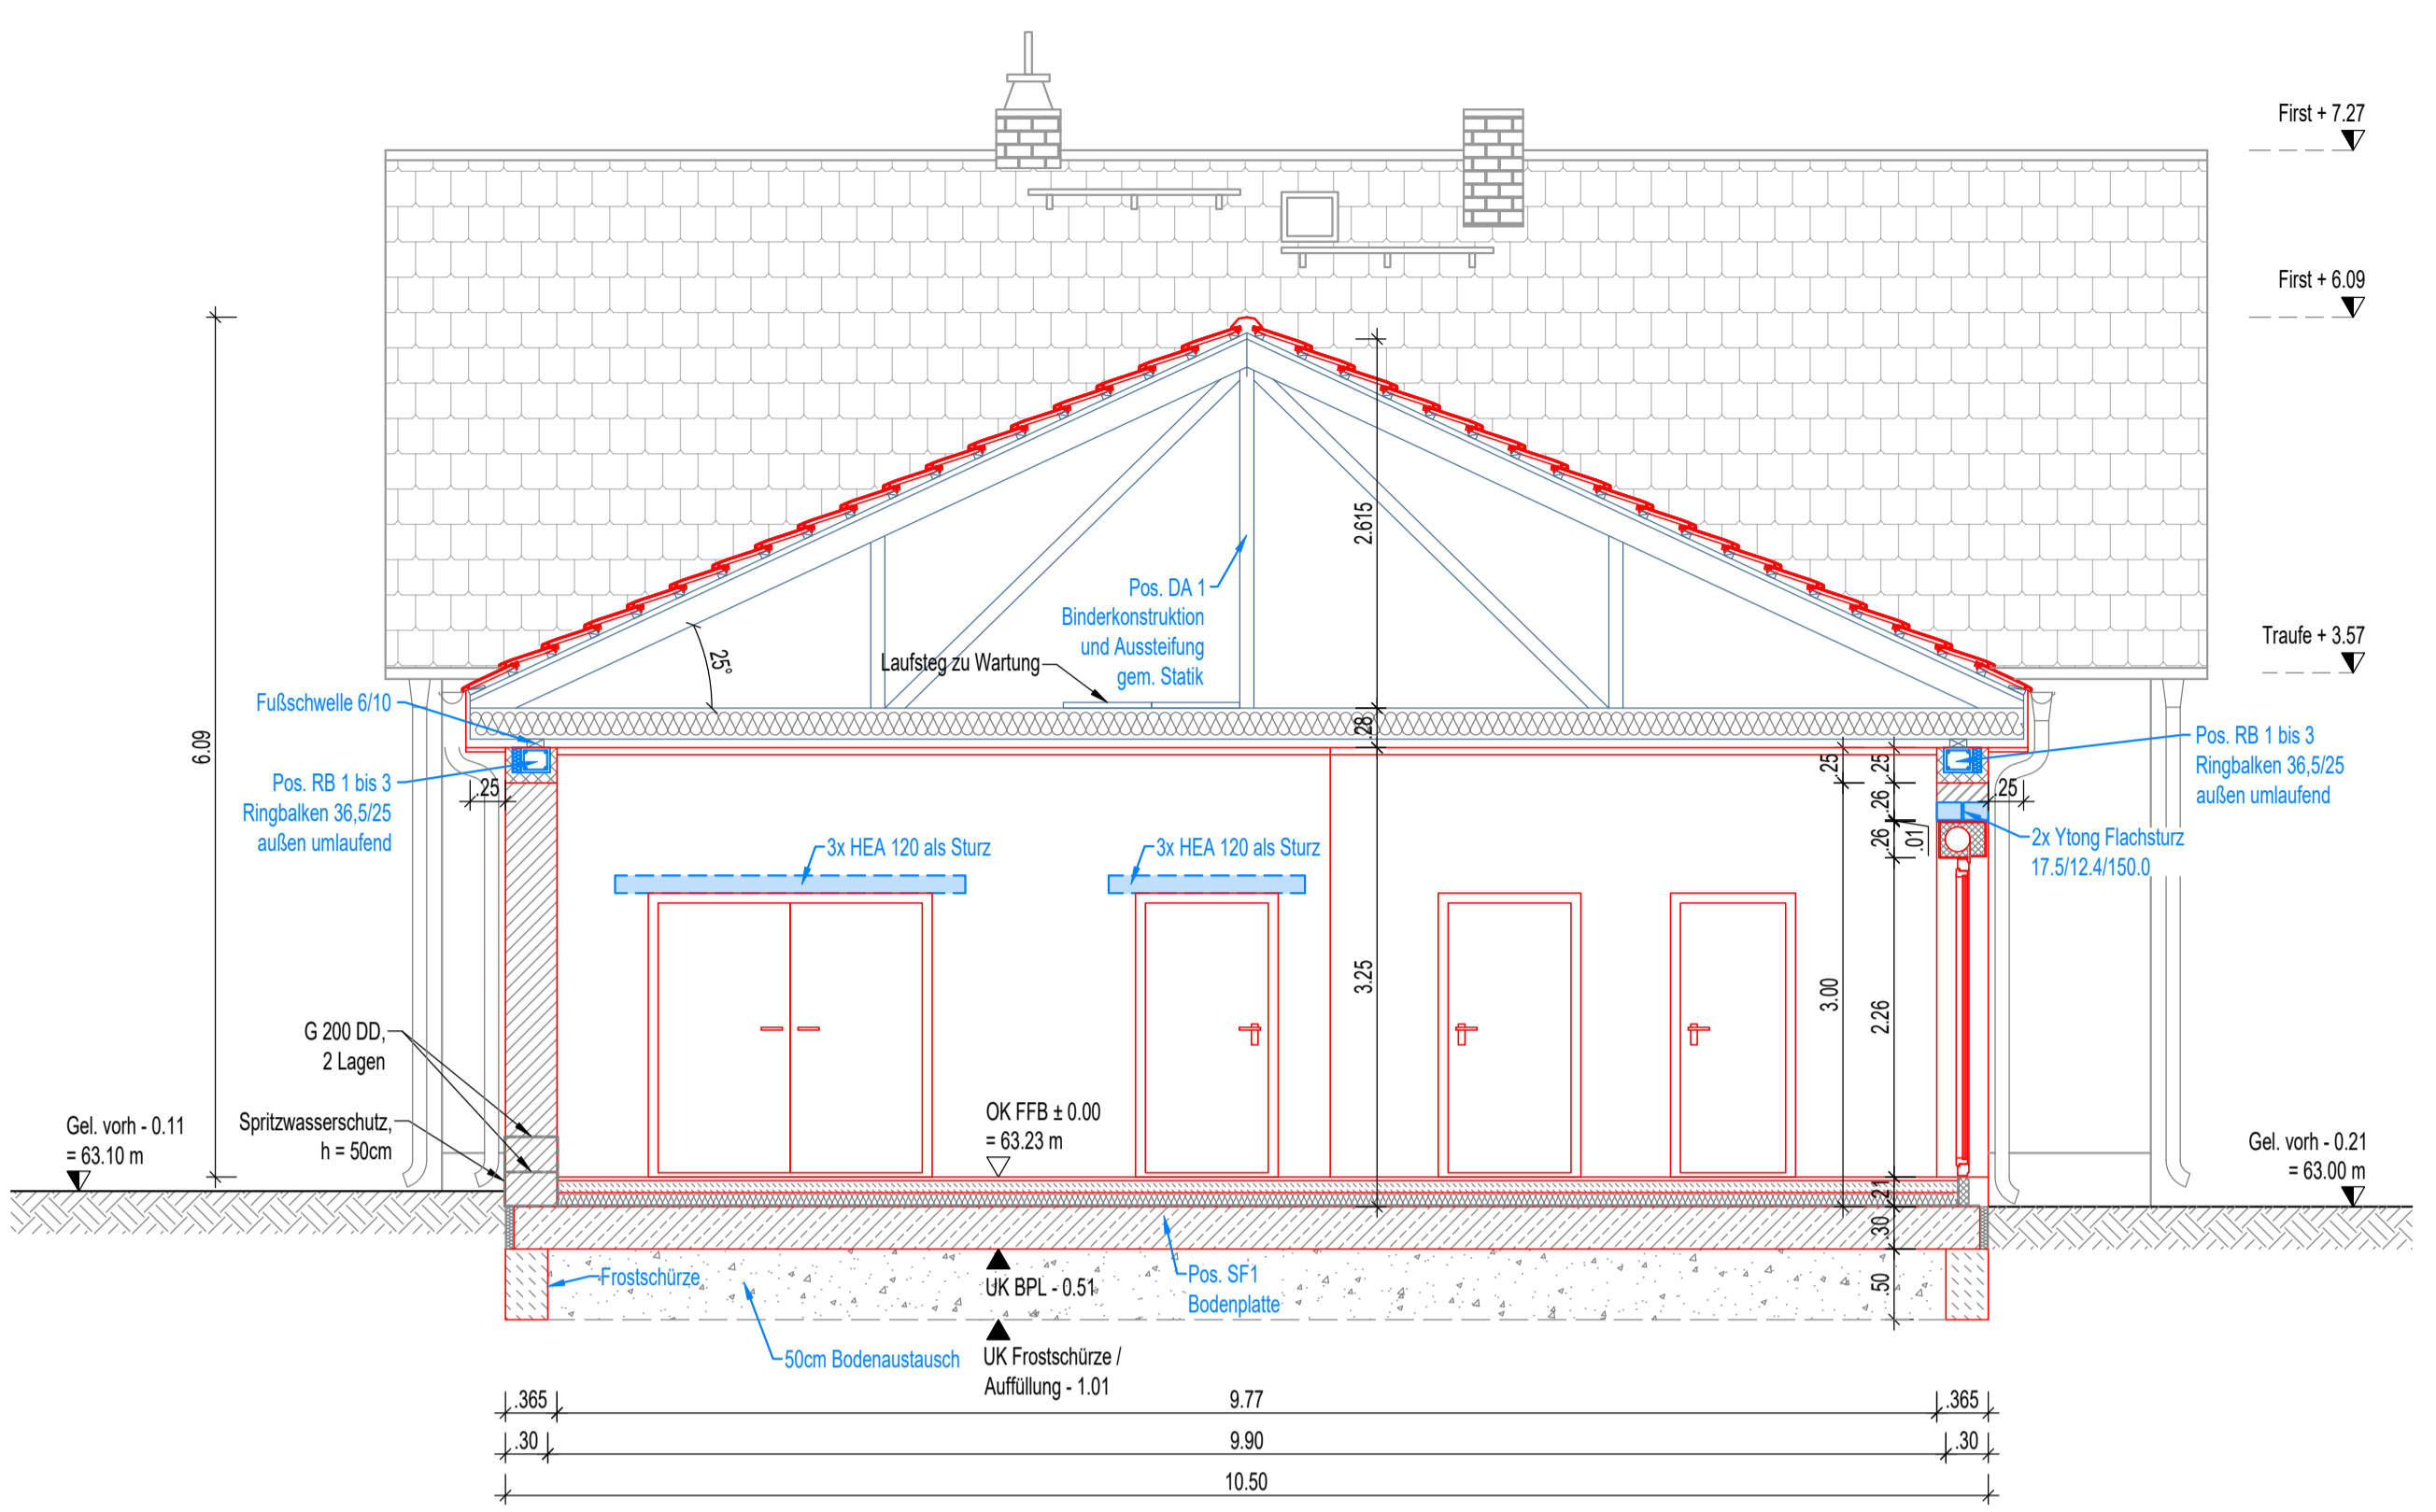 First + 7.27
First + 6.09
Traufe + 3.57
6.09
2.615
25°
Pos. DA 1
Binderkonstruktion
und Aussteifung
gem. Statik
Laufsteg zu Wartung
Fußschwelle 6/10
.28
Pos. RB 1 bis 3
Ringbalken 36,5/25
außen umlaufend
.25
Pos. RB 1 bis 3
Ringbalken 36,5/25
außen umlaufend
.25
.25
.25
.26
.26
.01
2x Ytong Flachsturz
17.5/12.4/150.0
3x HEA 120 als Sturz
3x HEA 120 als Sturz
3.25
3.00
2.26
G 200 DD,
2 Lagen
Spritzwasserschutz,
h = 50cm
Gel. vorh - 0.11
= 63.10 m
OK FFB ± 0.00
= 63.23 m
Gel. vorh - 0.21
= 63.00 m
.21
.30
.50
Frostschürze
UK BPL - 0.51
Pos. SF1
Bodenplatte
50cm Bodenaustausch
UK Frostschürze /
Auffüllung - 1.01
.365
9.77
.365
.30
9.90
.30
10.50